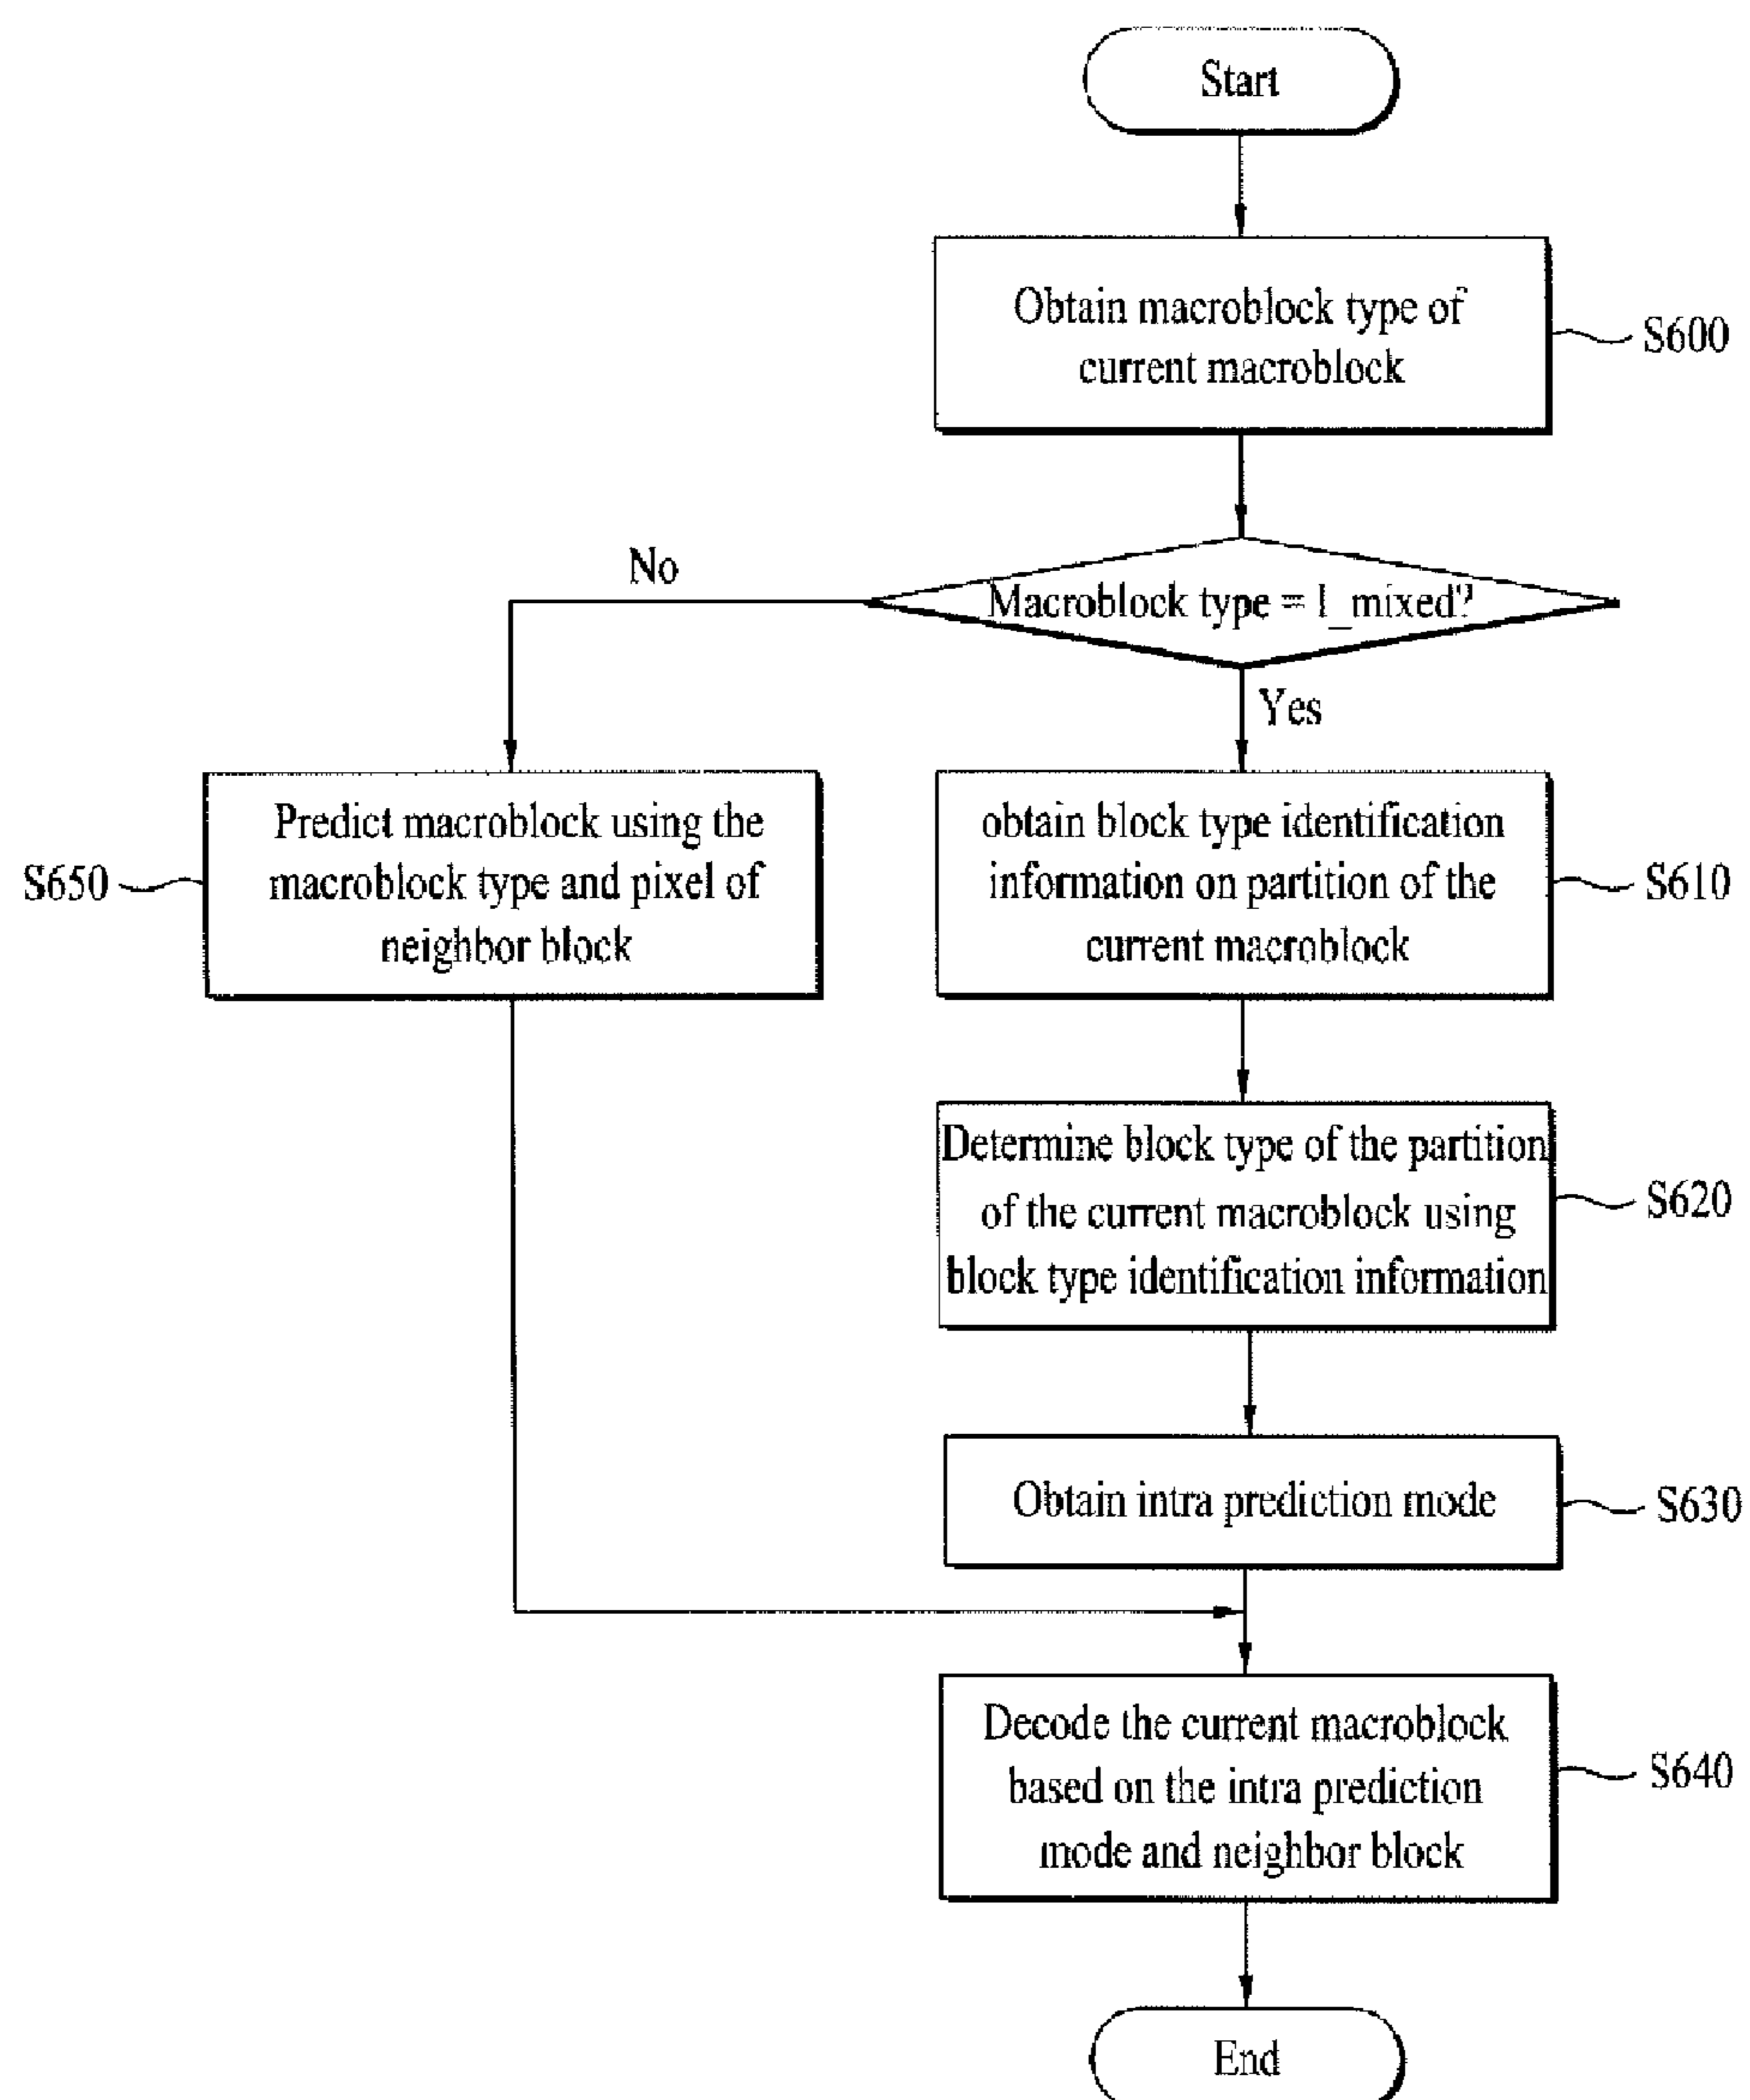 Start
Obtain macroblock type of
current macroblock
S600
Macroblock type = I_mixed?
No
Yes
Predict macroblock using the
macroblock type and pixel of
neighbor block
S650
obtain block type identification
information on partition of the
current macroblock
S610
Determine block type of the partition
of the current macroblock using
block type identification information
S620
Obtain intra prediction mode
S630
Decode the current macroblock
based on the intra prediction
mode and neighbor block
S640
End